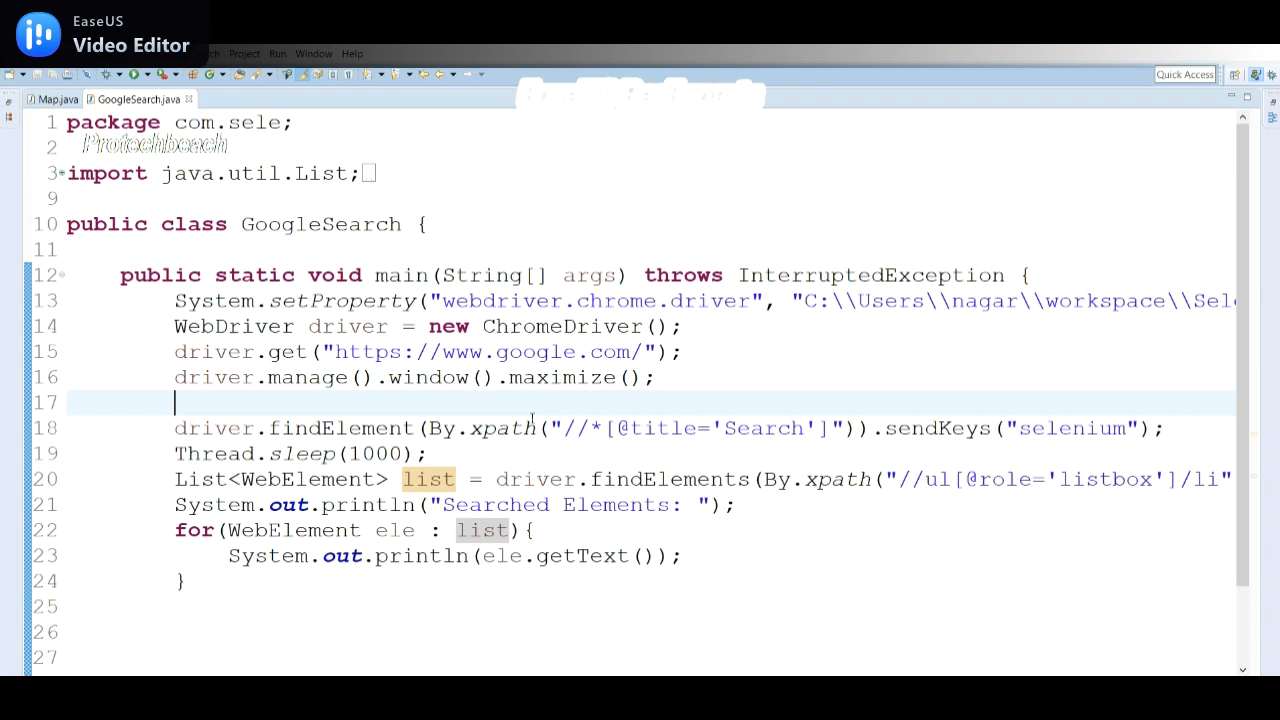 EaseUS
Video Editor
Project Run Window Help
Quick Access
Map.java GoogleSearch.java
1 package com.sele;
2
Protechbeach
3 import java.util.List;
9
10 public class GoogleSearch {
11
12 public static void main(String[] args) throws InterruptedException {
13 System.setProperty("webdriver.chrome.driver", "C:\\Users\\nagar\\workspace\\Sele
14 WebDriver driver = new ChromeDriver();
15 driver.get("https://www.google.com/");
16 driver.manage().window().maximize();
17
18 driver.findElement(By.xpath("//*[@title='Search']")).sendKeys("selenium");
19 Thread.sleep(1000);
20 List<WebElement> list = driver.findElements(By.xpath("//ul[@role='listbox']/li"
21 System.out.println("Searched Elements: ");
22 for(WebElement ele : list){
23 System.out.println(ele.getText());
24 }
25
26
27